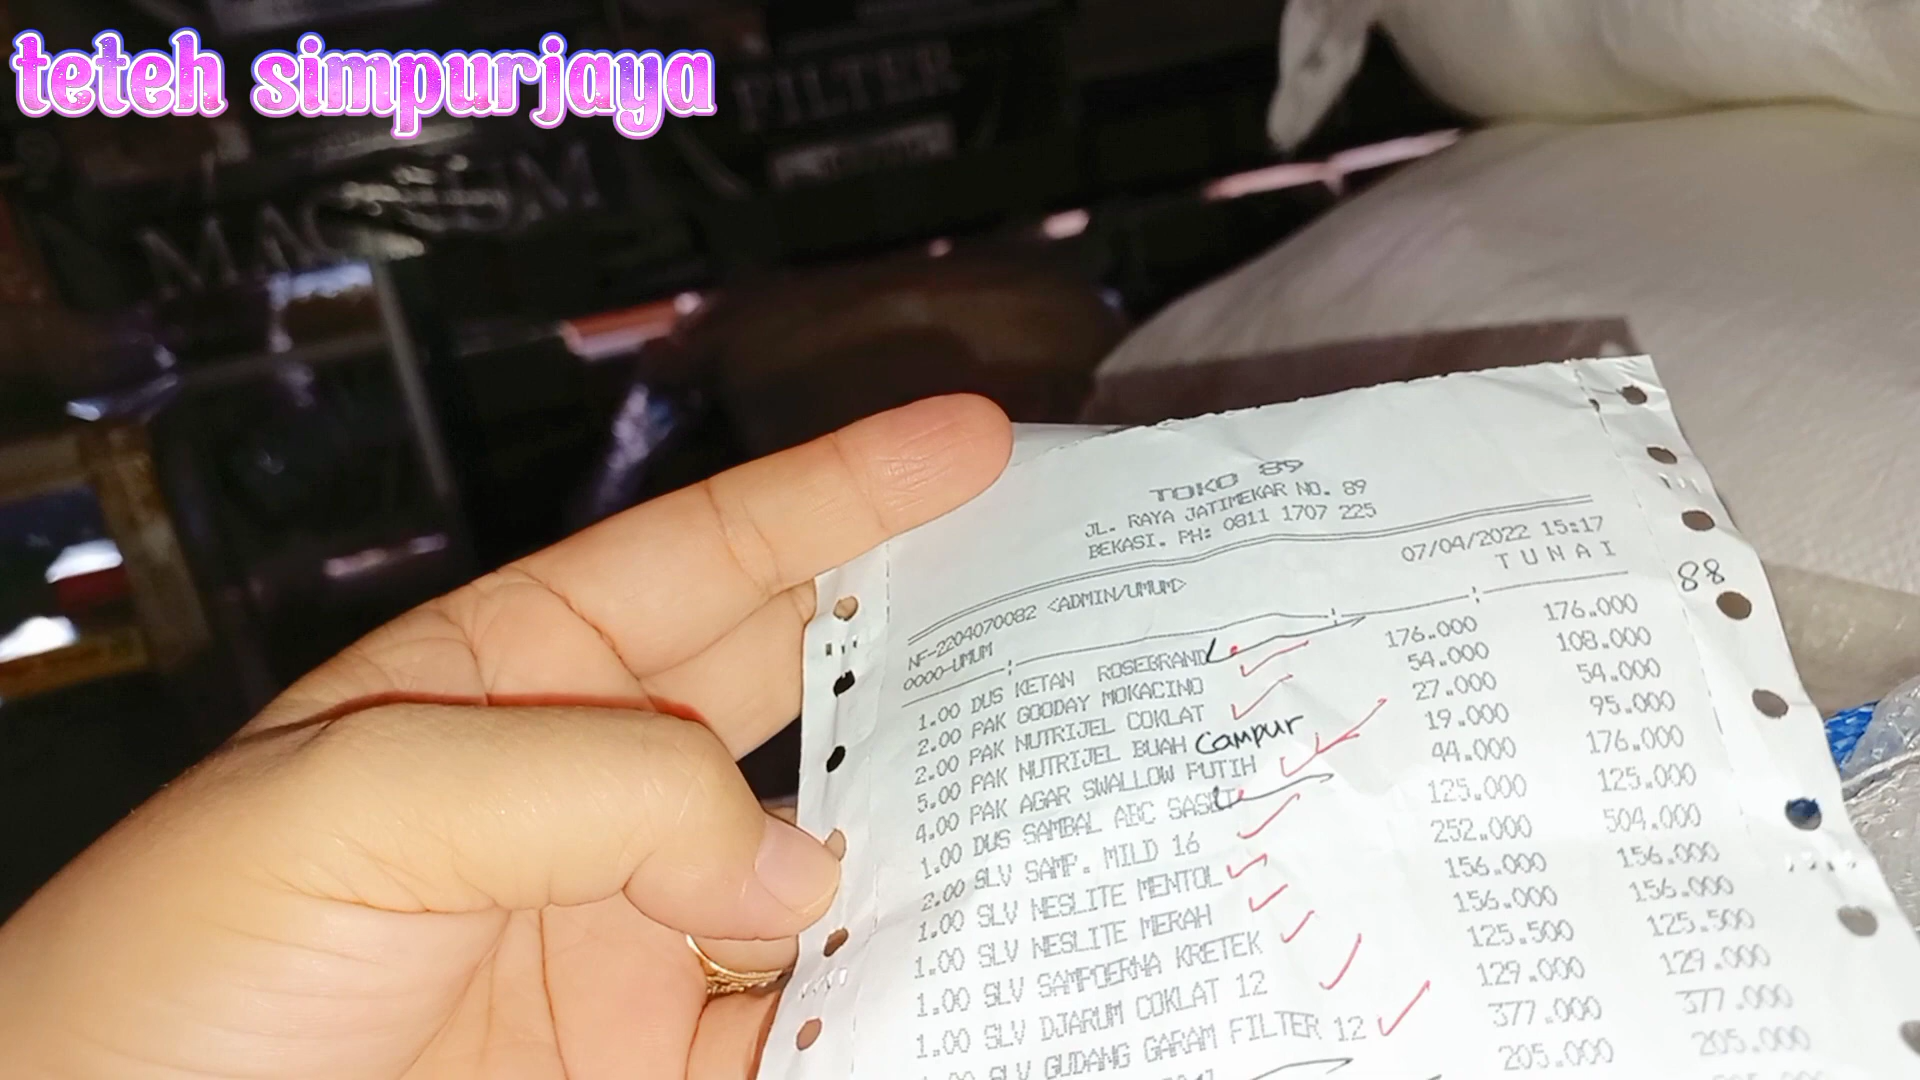 teteh simpurjaya
FILTER
MAGNUM
TOKO 89
JL. RAYA JATIMEKAR NO. 89
BEKASI. PH: 0811 1707 225
07/04/2022 15:17
NF-2204070082 <ADMIN/UMUM>
TUNAI
0000-UMUM
88
1.00 DUS KETAN ROSEBRAND 176.000 176.000
2.00 PAK GOODAY MOKACINO 54.000 108.000
2.00 PAK NUTRIJEL COKLAT 27.000 54.000
5.00 PAK NUTRIJEL BUAH Campur 19.000 95.000
4.00 PAK AGAR SWALLOW PUTIH 44.000 176.000
1.00 DUS SAMBAL ABC 125.000 125.000
2.00 SLV SAMP. MILD 16 252.000 504.000
1.00 SLV NESLITE MENTOL 156.000 156.000
1.00 SLV NESLITE MERAH 156.000 156.000
1.00 SLV SAMPOERNA KRETEK 125.500 125.500
1.00 SLV DJARUM COKLAT 12 129.000 129.000
SLV GUDANG GARAM FILTER 12 377.000 377.000
205.000 205.000